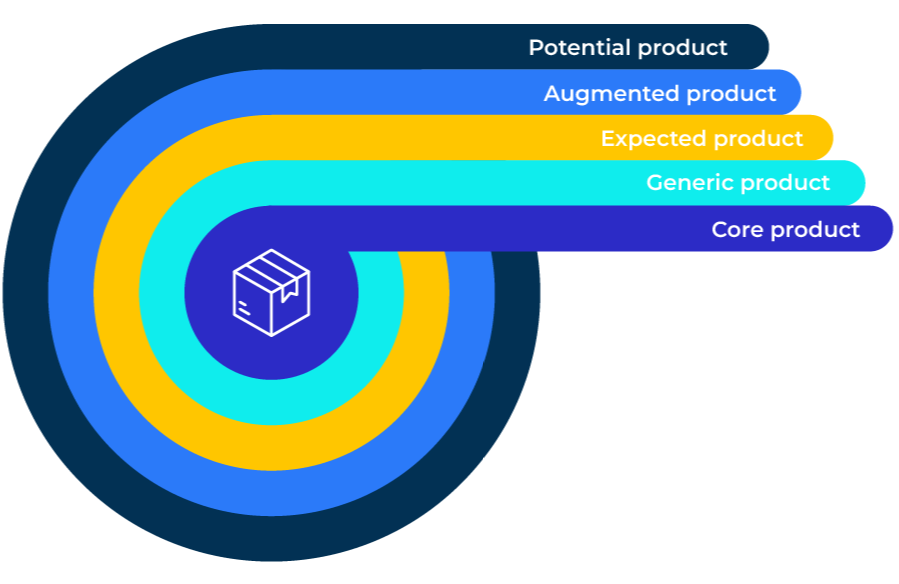 Potential product
Augmented product
Expected product
Generic product
Core product